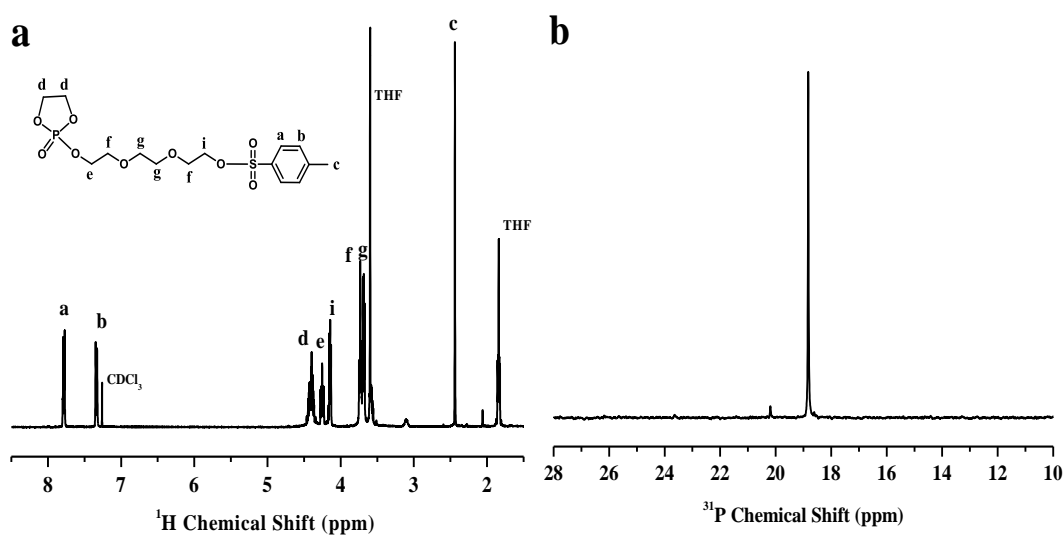 a
b
c
d d
THF
O O
P
O O
f g i
a b
O
O O O S
O
e g f c
THF
f g
a
b
i
d e
CDCl3
8 7 6 5 4 3 2
28 26 24 22 20 18 16 14 12 10
1H Chemical Shift (ppm)
31P Chemical Shift (ppm)